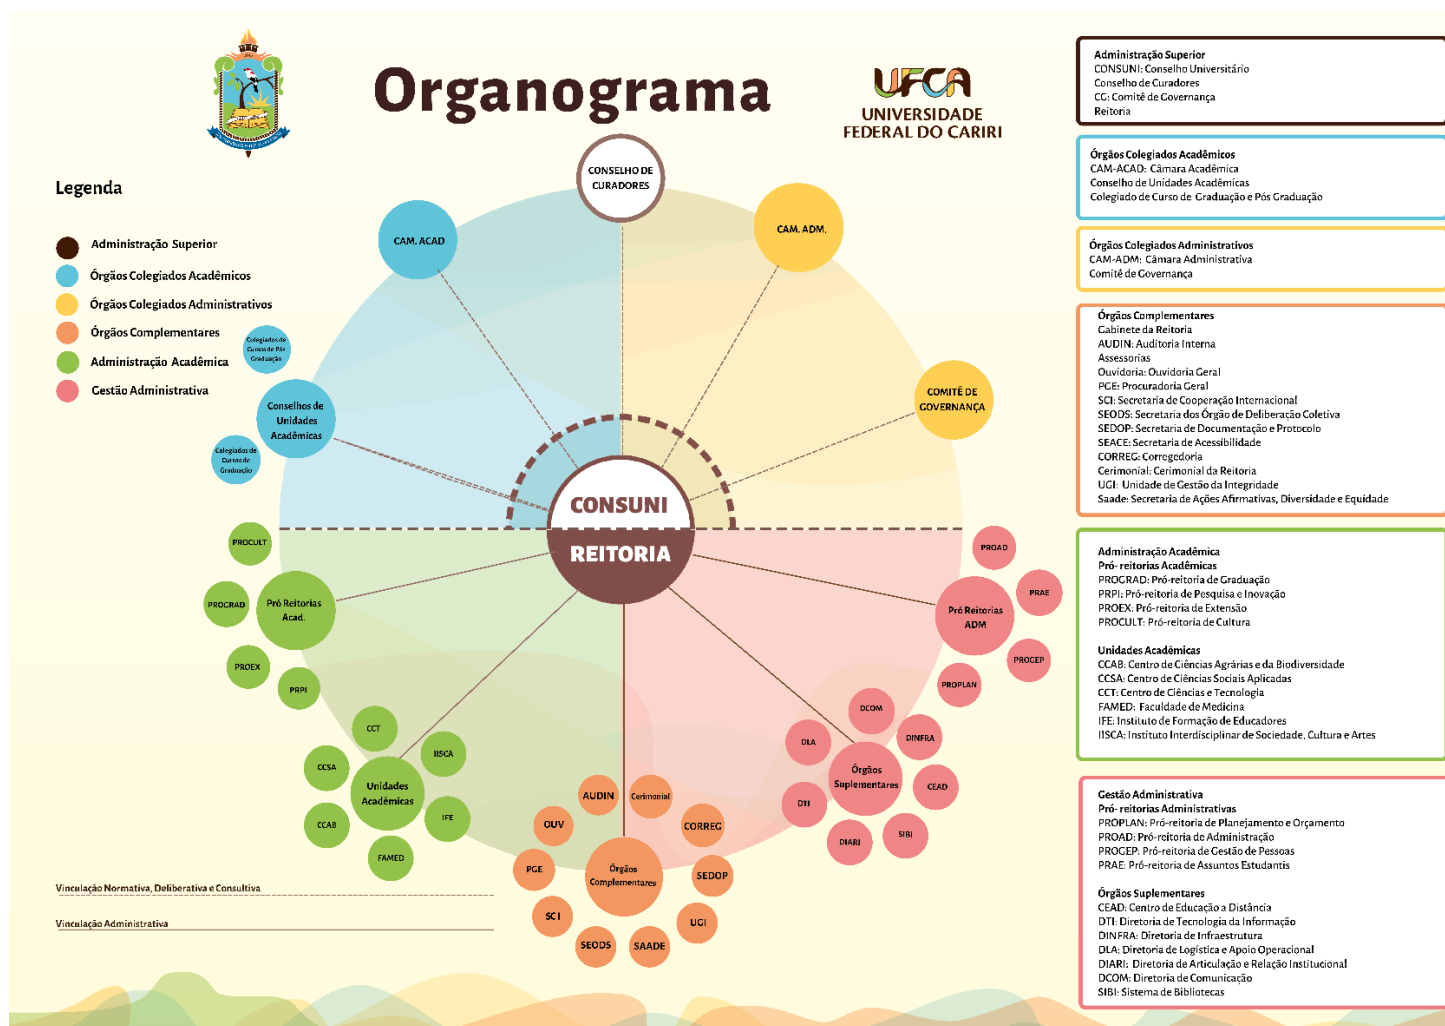 Organograma
UFCA
UNIVERSIDADE
FEDERAL DO CARIRI
Legenda
Administração Superior
Órgãos Colegiados Acadêmicos
Órgãos Colegiados Administrativos
Órgãos Complementares
Administração Acadêmica
Gestão Administrativa
CONSELHO DE
CURADORES
CAM. ACAD
CAM. ADM.
Colegiados de
Cursos de Pós
Graduação
Conselhos de
Unidades
Acadêmicas
Colegiados de
Cursos de
Graduação
COMITÊ DE
GOVERNANÇA
CONSUNI
REITORIA
PROCULT
PROGRAD
Pró Reitorias
Acad.
PROEX
PRPI
CCT
IISCA
CCSA
Unidades
Acadêmicas
CCAB
IFE
FAMED
AUDIN
Cerimonial
OUV
CORREG
PGE
Órgãos
Complementares
SEDOP
SCI
UGI
SEODS
SAADE
DCOM
DLA
DINFRA
Órgãos
Suplementares
CEAD
DTI
DIARI
SIBI
PROAD
PRAE
Pró Reitorias
ADM
PROGEP
PROPLAN
Vinculação Normativa, Deliberativa e Consultiva
Vinculação Administrativa
Administração Superior
CONSUNI: Conselho Universitário
Conselho de Curadores
CG: Comitê de Governança
Reitoria
Órgãos Colegiados Acadêmicos
CAM-ACAD: Câmara Acadêmica
Conselho de Unidades Acadêmicas
Colegiado de Curso de Graduação e Pós Graduação
Órgãos Colegiados Administrativos
CAM-ADM: Câmara Administrativa
Comitê de Governança
Órgãos Complementares
Gabinete da Reitoria
AUDIN: Auditoria Interna
Assessorias
Ouvidoria: Ouvidoria Geral
PGE: Procuradoria Geral
SCI: Secretaria de Cooperação Internacional
SEODS: Secretaria dos Órgão de Deliberação Coletiva
SEDOP: Secretaria de Documentação e Protocolo
SEACE: Secretaria de Acessibilidade
CORREG: Corregedoria
Cerimonial: Cerimonial da Reitoria
UGI: Unidade de Gestão da Integridade
Saade: Secretaria de Ações Afirmativas, Diversidade e Equidade
Administração Acadêmica
Pró- reitorias Acadêmicas
PROGRAD: Pró-reitoria de Graduação
PRPI: Pró-reitoria de Pesquisa e Inovação
PROEX: Pró-reitoria de Extensão
PROCULT: Pró-reitoria de Cultura
Unidades Acadêmicas
CCAB: Centro de Ciências Agrárias e da Biodiversidade
CCSA: Centro de Ciências Sociais Aplicadas
CCT: Centro de Ciências e Tecnologia
FAMED: Faculdade de Medicina
IFE: Instituto de Formação de Educadores
IISCA: Instituto Interdisciplinar de Sociedade, Cultura e Artes
Gestão Administrativa
Pró- reitorias Administrativas
PROPLAN: Pró-reitoria de Planejamento e Orçamento
PROAD: Pró-reitoria de Administração
PROGEP: Pró-reitoria de Gestão de Pessoas
PRAE: Pró-reitoria de Assuntos Estudantis
Órgãos Suplementares
CEAD: Centro de Educação a Distância
DTI: Diretoria de Tecnologia da Informação
DINFRA: Diretoria de Infraestrutura
DLA: Diretoria de Logística e Apoio Operacional
DIARI: Diretoria de Articulação e Relação Institucional
DCOM: Diretoria de Comunicação
SIBI: Sistema de Bibliotecas